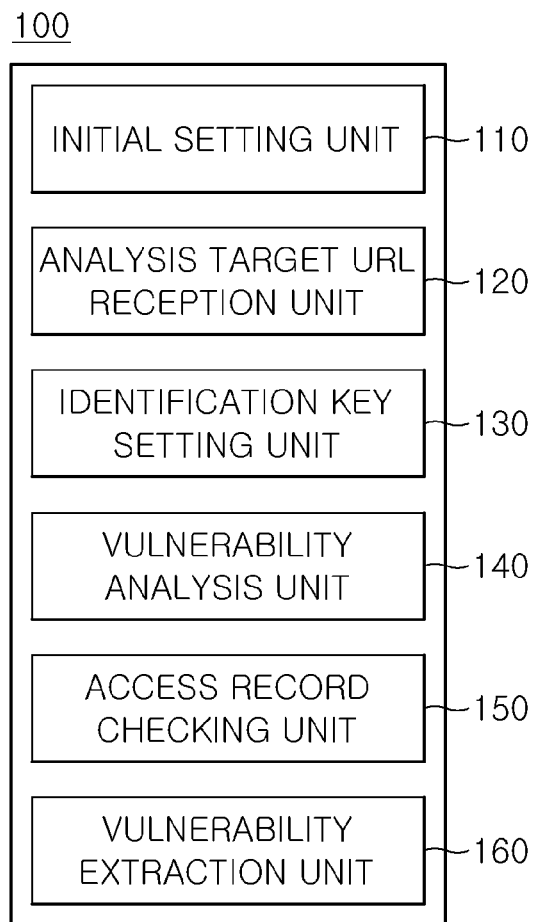 100
INITIAL SETTING UNIT
110
ANALYSIS TARGET URL
RECEPTION UNIT
120
IDENTIFICATION KEY
SETTING UNIT
130
VULNERABILITY
ANALYSIS UNIT
140
ACCESS RECORD
CHECKING UNIT
150
VULNERABILITY
EXTRACTION UNIT
160